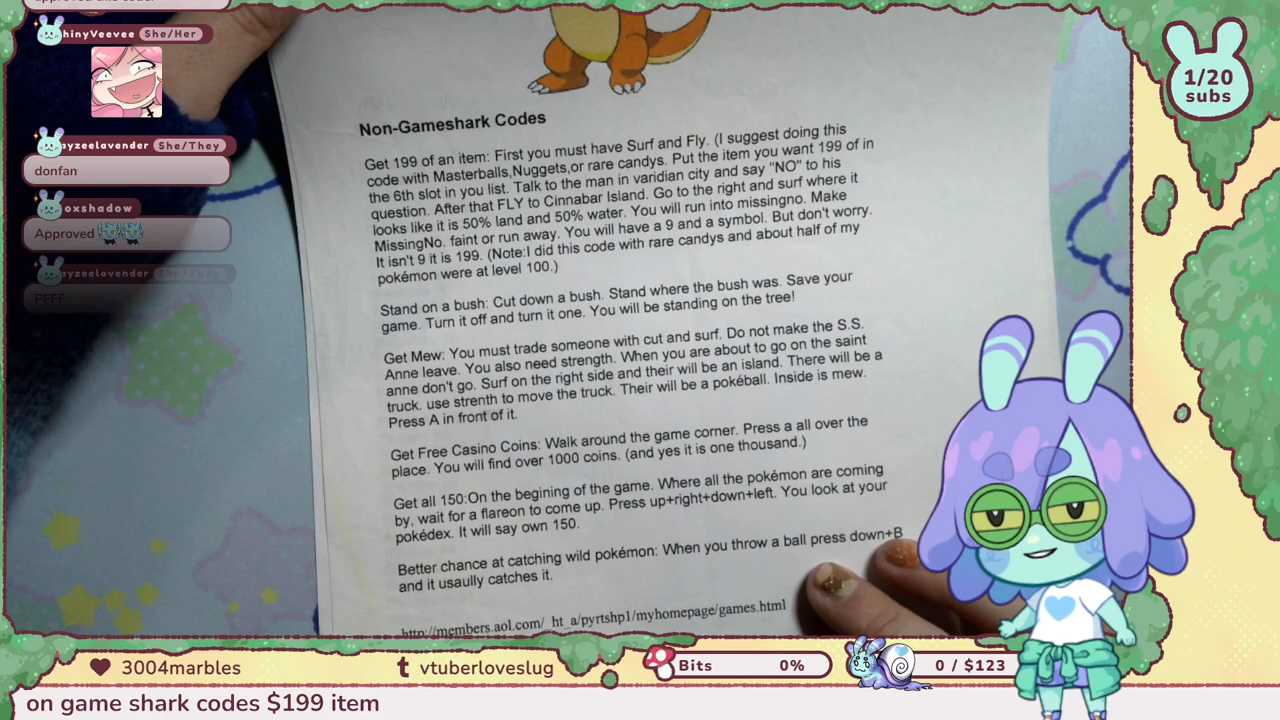 approved this code.
hinyVeevee She/Her
ayzeelavender She/They
donfan
oxshadow
Approved
ayzeelavender She/They
PFFF
1/20
subs
Non-Gameshark Codes
Get 199 of an item: First you must have Surf and Fly. (I suggest doing this
code with Masterballs,Nuggets,or rare candys. Put the item you want 199 of in
the 6th slot in you list. Talk to the man in varidian city and say "NO" to his
question. After that FLY to Cinnabar Island. Go to the right and surf where it
looks like it is 50% land and 50% water. You will run into missingno. Make
MissingNo. faint or run away. You will have a 9 and a symbol. But don't worry.
It isn't 9 it is 199. (Note:I did this code with rare candys and about half of my
pokémon were at level 100.)
Stand on a bush: Cut down a bush. Stand where the bush was. Save your
game. Turn it off and turn it one. You will be standing on the tree!
Get Mew: You must trade someone with cut and surf. Do not make the S.S.
Anne leave. You also need strength. When you are about to go on the saint
anne don't go. Surf on the right side and their will be an island. There will be a
truck. use strenth to move the truck. Their will be a pokéball. Inside is mew.
Press A in front of it.
Get Free Casino Coins: Walk around the game corner. Press a all over the
place. You will find over 1000 coins. (and yes it is one thousand.)
Get all 150:On the begining of the game. Where all the pokémon are coming
by, wait for a flareon to come up. Press up+right+down+left. You look at your
pokédex. It will say own 150.
Better chance at catching wild pokémon: When you throw a ball press down+B
and it usaully catches it.
http://members.aol.com/_ht_a/pyrtshp1/myhomepage/games.html
3004marbles
vtuberloveslug
Bits 0%
0 / $123
on game shark codes $199 item